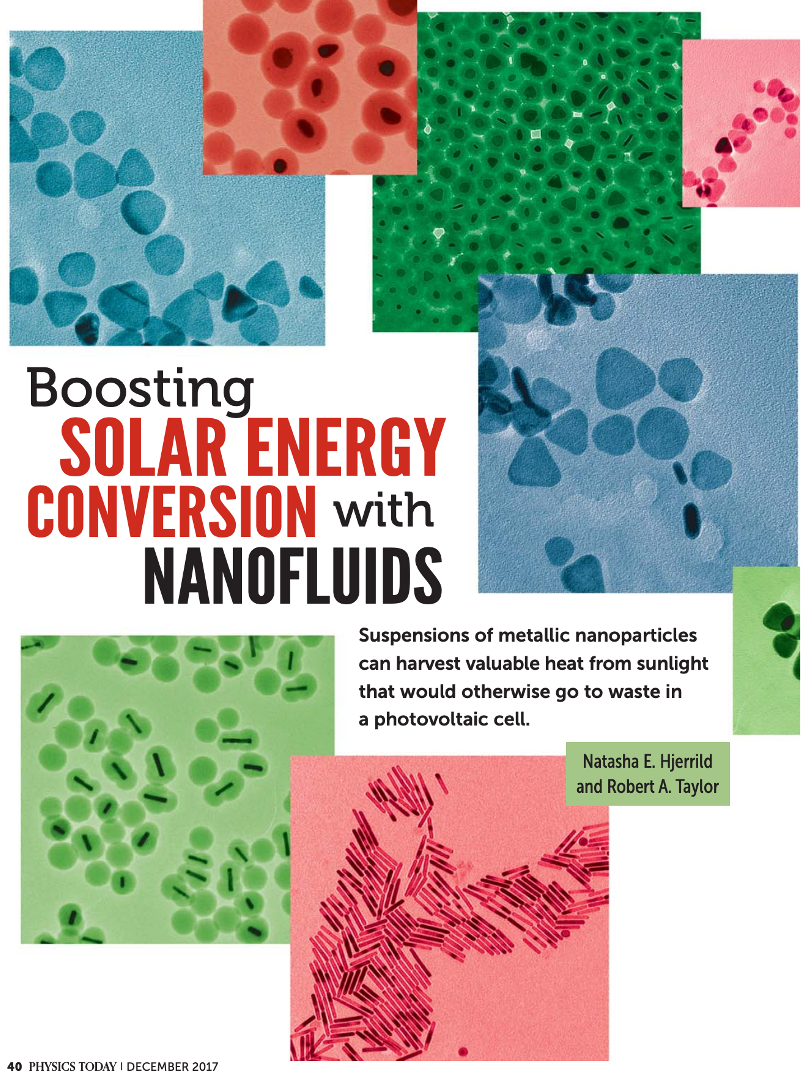 Boosting
SOLAR ENERGY
CONVERSION with
NANOFLUIDS
Suspensions of metallic nanoparticles
can harvest valuable heat from sunlight
that would otherwise go to waste in
a photovoltaic cell.
Natasha E. Hjerrild
and Robert A. Taylor
40 PHYSICS TODAY | DECEMBER 2017